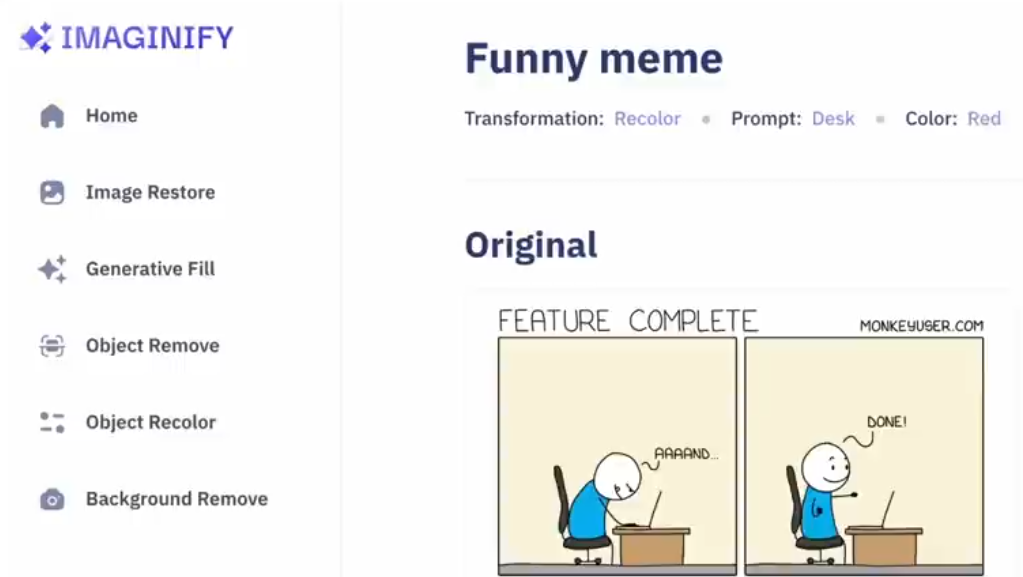 IMAGINIFY
Home
Image Restore
Generative Fill
Object Remove
Object Recolor
Background Remove
Funny meme
Transformation: Recolor • Prompt: Desk • Color: Red
Original
FEATURE COMPLETE
MONKEYUSER.COM
AAAAND...
DONE!